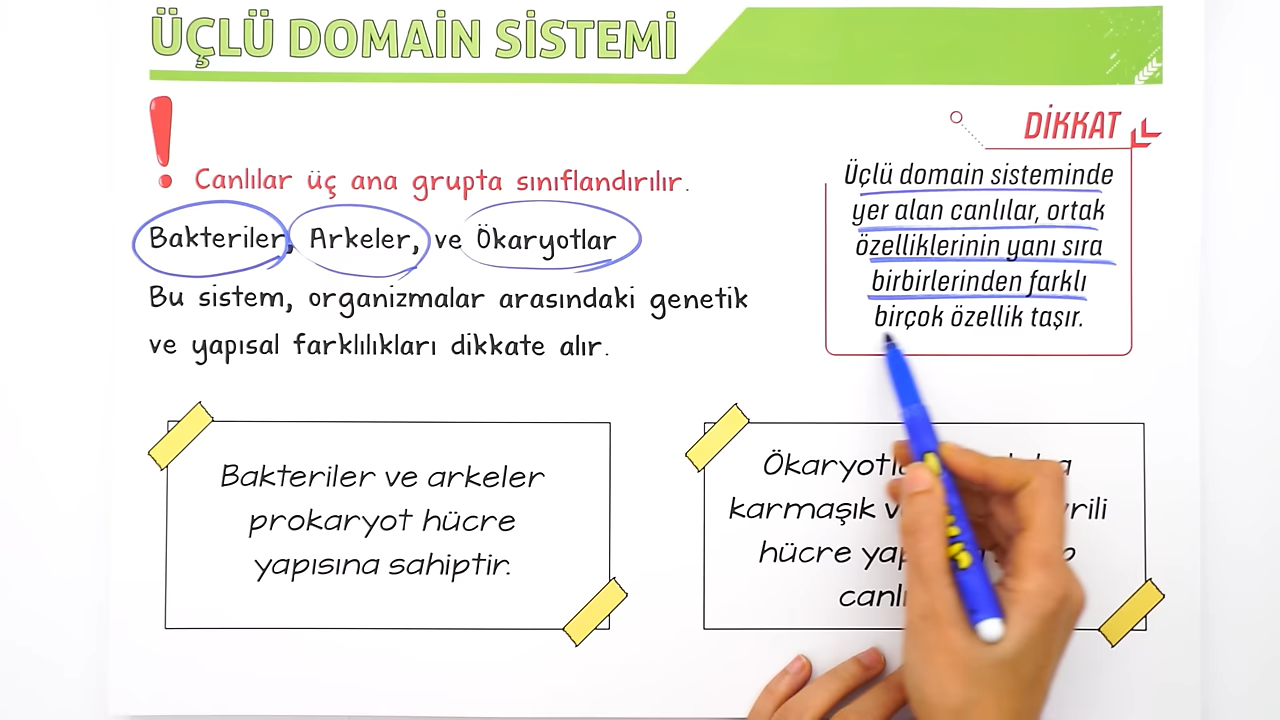 ÜÇLÜ DOMAİN SİSTEMİ
Canlılar üç ana grupta sınıflandırılır.
Bakteriler, Arkeler, ve Ökaryotlar
Bu sistem, organizmalar arasındaki genetik
ve yapısal farklılıkları dikkate alır.
DİKKAT
Üçlü domain sisteminde
yer alan canlılar, ortak
özelliklerinin yanı sıra
birbirlerinden farklı
birçok özellik taşır.
Bakteriler ve arkeler
prokaryot hücre
yapısına sahiptir.
karmaşık
hücre